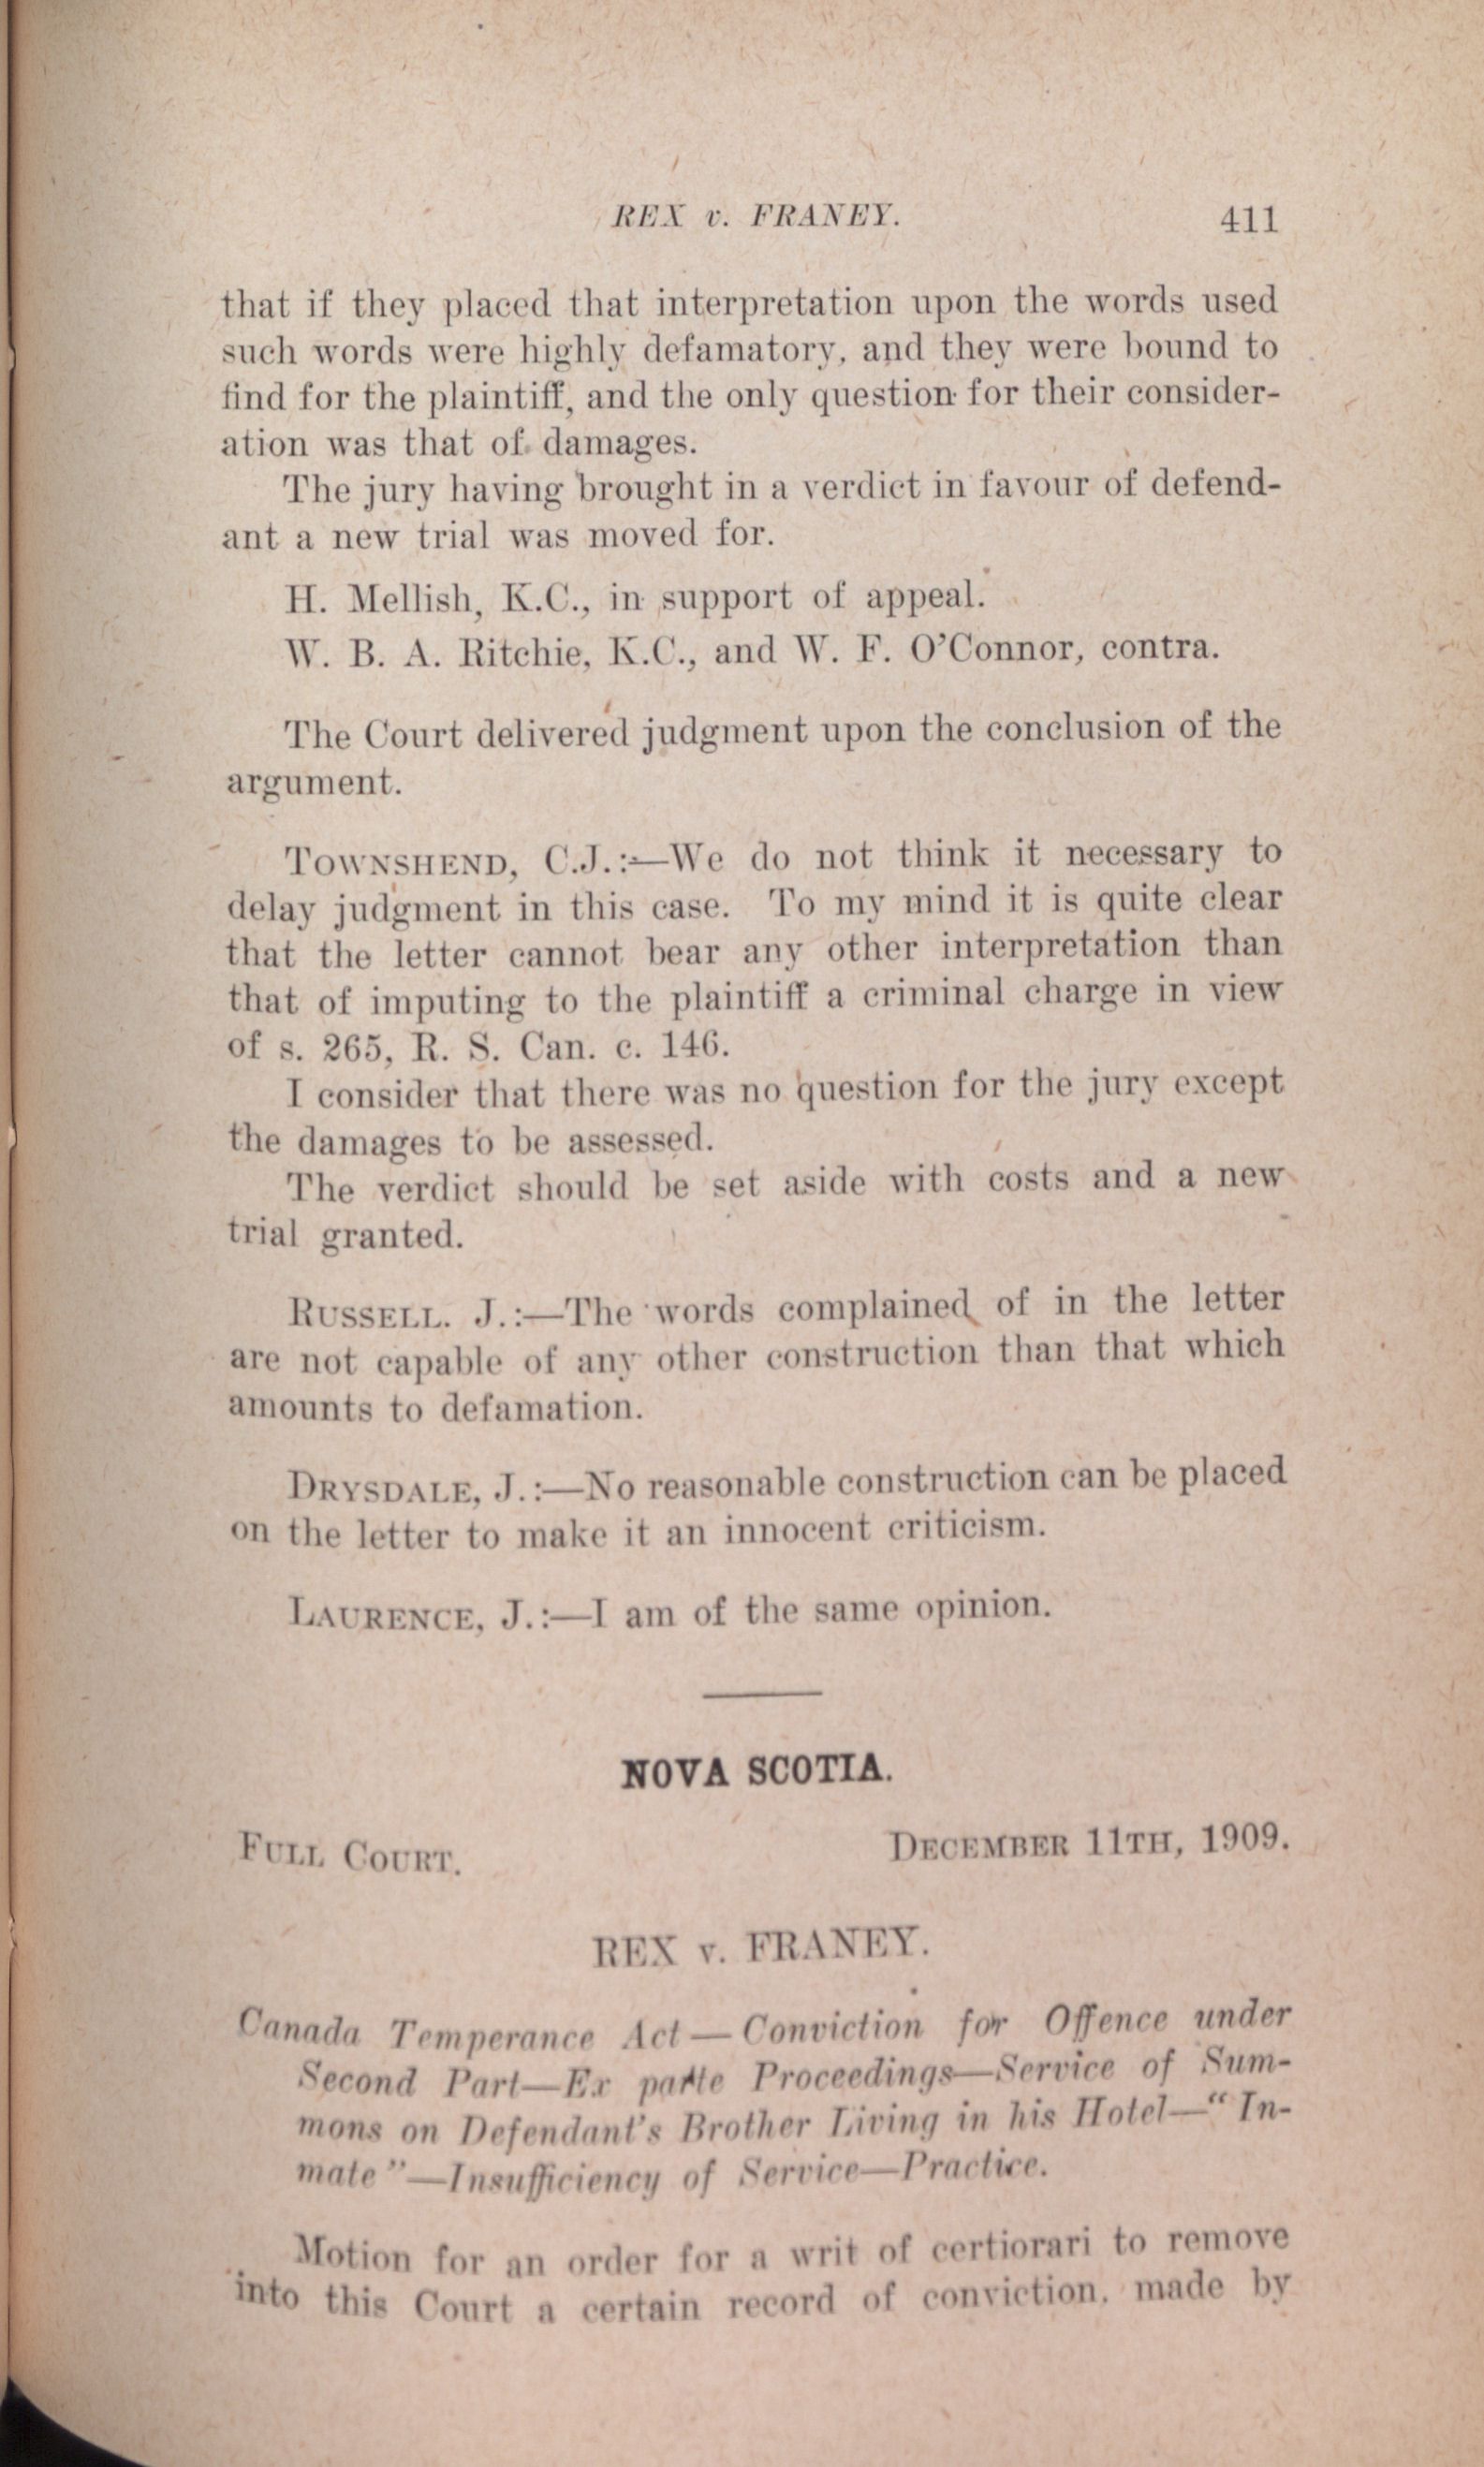 REX v. FRANEY. 411
that if they placed that interpretation upon the words used
such words were highly defamatory, and they were bound to
find for the plaintiff, and the only question for their consider-
ation was that of damages.
The jury having brought in a verdict in favour of defend-
ant a new trial was moved for.
H. Mellish, K.C., in support of appeal.
W. B. A. Ritchie, K.C., and W. F. O'Connor, contra.
The Court delivered judgment upon the conclusion of the
argument.
TOWNSHEND, C.J.:—We do not think it necessary to
delay judgment in this case. To my mind it is quite clear
that the letter cannot bear any other interpretation than
that of imputing to the plaintiff a criminal charge in view
of s. 265, R. S. Can. c. 146.
I consider that there was no question for the jury except
the damages to be assessed.
The verdict should be set aside with costs and a new
trial granted.
RUSSELL. J.:—The words complained of in the letter
are not capable of any other construction than that which
amounts to defamation.
DRYSDALE, J.:—No reasonable construction can be placed
on the letter to make it an innocent criticism.
LAURENCE, J.:—I am of the same opinion.
NOVA SCOTIA.
FULL COURT. DECEMBER 11TH, 1909.
REX v. FRANEY.
Canada Temperance Act — Conviction for Offence under
Second Part—Ex parte Proceedings—Service of Sum-
mons on Defendant's Brother Living in his Hotel—“ In-
mate ”—Insufficiency of Service—Practice.
Motion for an order for a writ of certiorari to remove
into this Court a certain record of conviction, made by